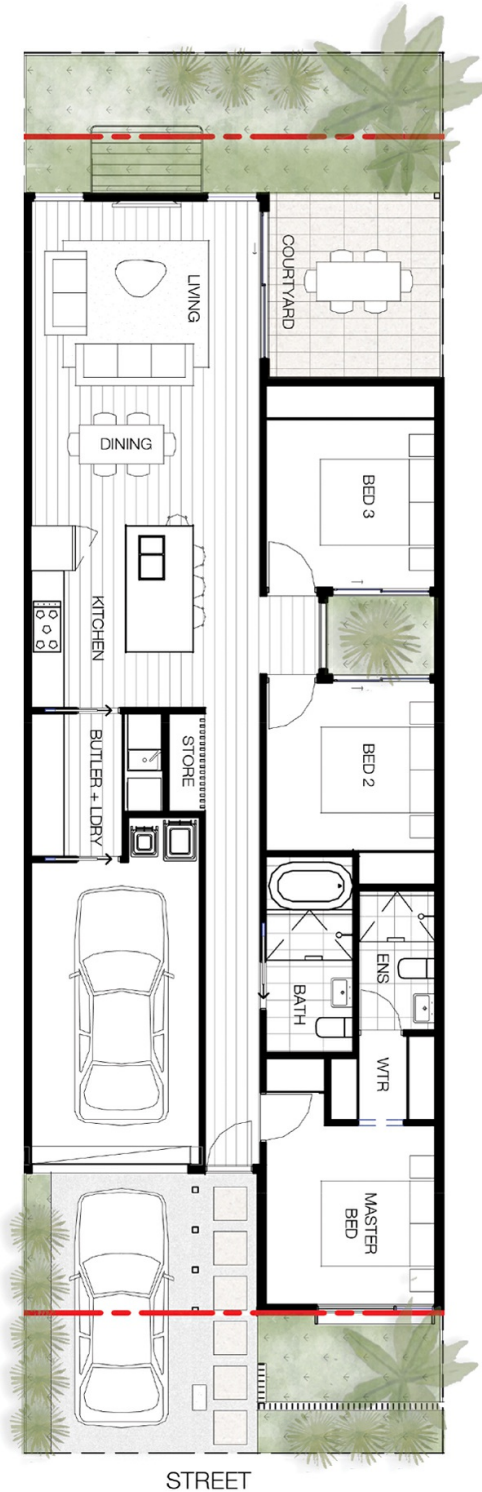 COURTYARD
LIVING
DINING
BED 3
KITCHEN
BED 2
STORE
BUTLER + LDRY
ENS
BATH
WTR
MASTER
BED
STREET